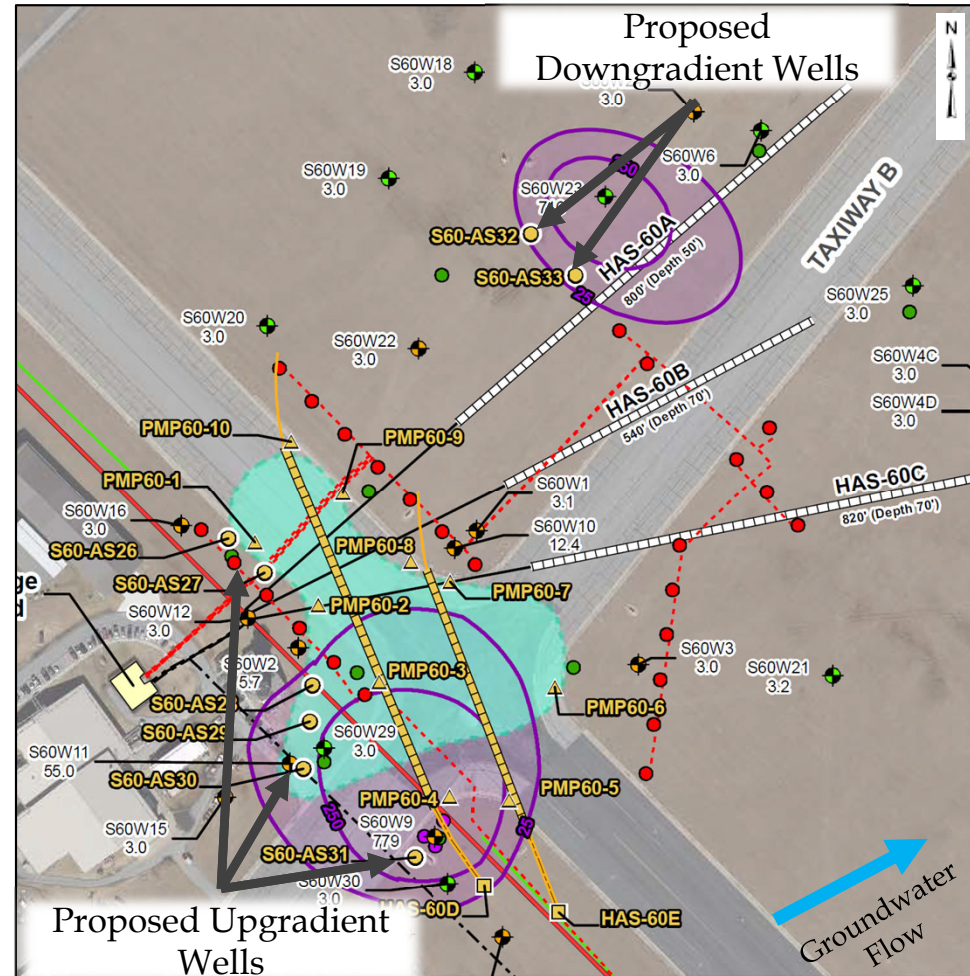 Proposed
Downgradient Wells
N
S60W18
3.0
3.0
S60W6
3.0
250
S60W19
3.0
S60W23
S60-AS32
HAS-60A
800' (Depth 50')
TAXIWAY B
S60-AS33
25
S60W25
3.0
S60W20
3.0
S60W22
3.0
HAS-60B
540' (Depth 70')
S60W4C
3.0
S60W4D
3.0
PMP60-10
PMP60-9
PMP60-1
HAS-60C
820' (Depth 70')
S60W1
3.1
S60W16
3.0
S60W10
12.4
S60-AS26
PMP60-8
S60-AS27
PMP60-7
PMP60-2
S60W12
3.0
S60W2
5.7
PMP60-3
S60W3
3.0
S60W21
3.2
S60-AS28
PMP60-6
S60-AS29
S60W29
3.0
S60W11
55.0
S60-AS30
PMP60-5
PMP60-4
250
25
S60W15
3.0
S60W9
779
S60-AS31
S60W30
3.0
HAS-60D
HAS-60E
Proposed Upgradient
Wells
Groundwater
Flow